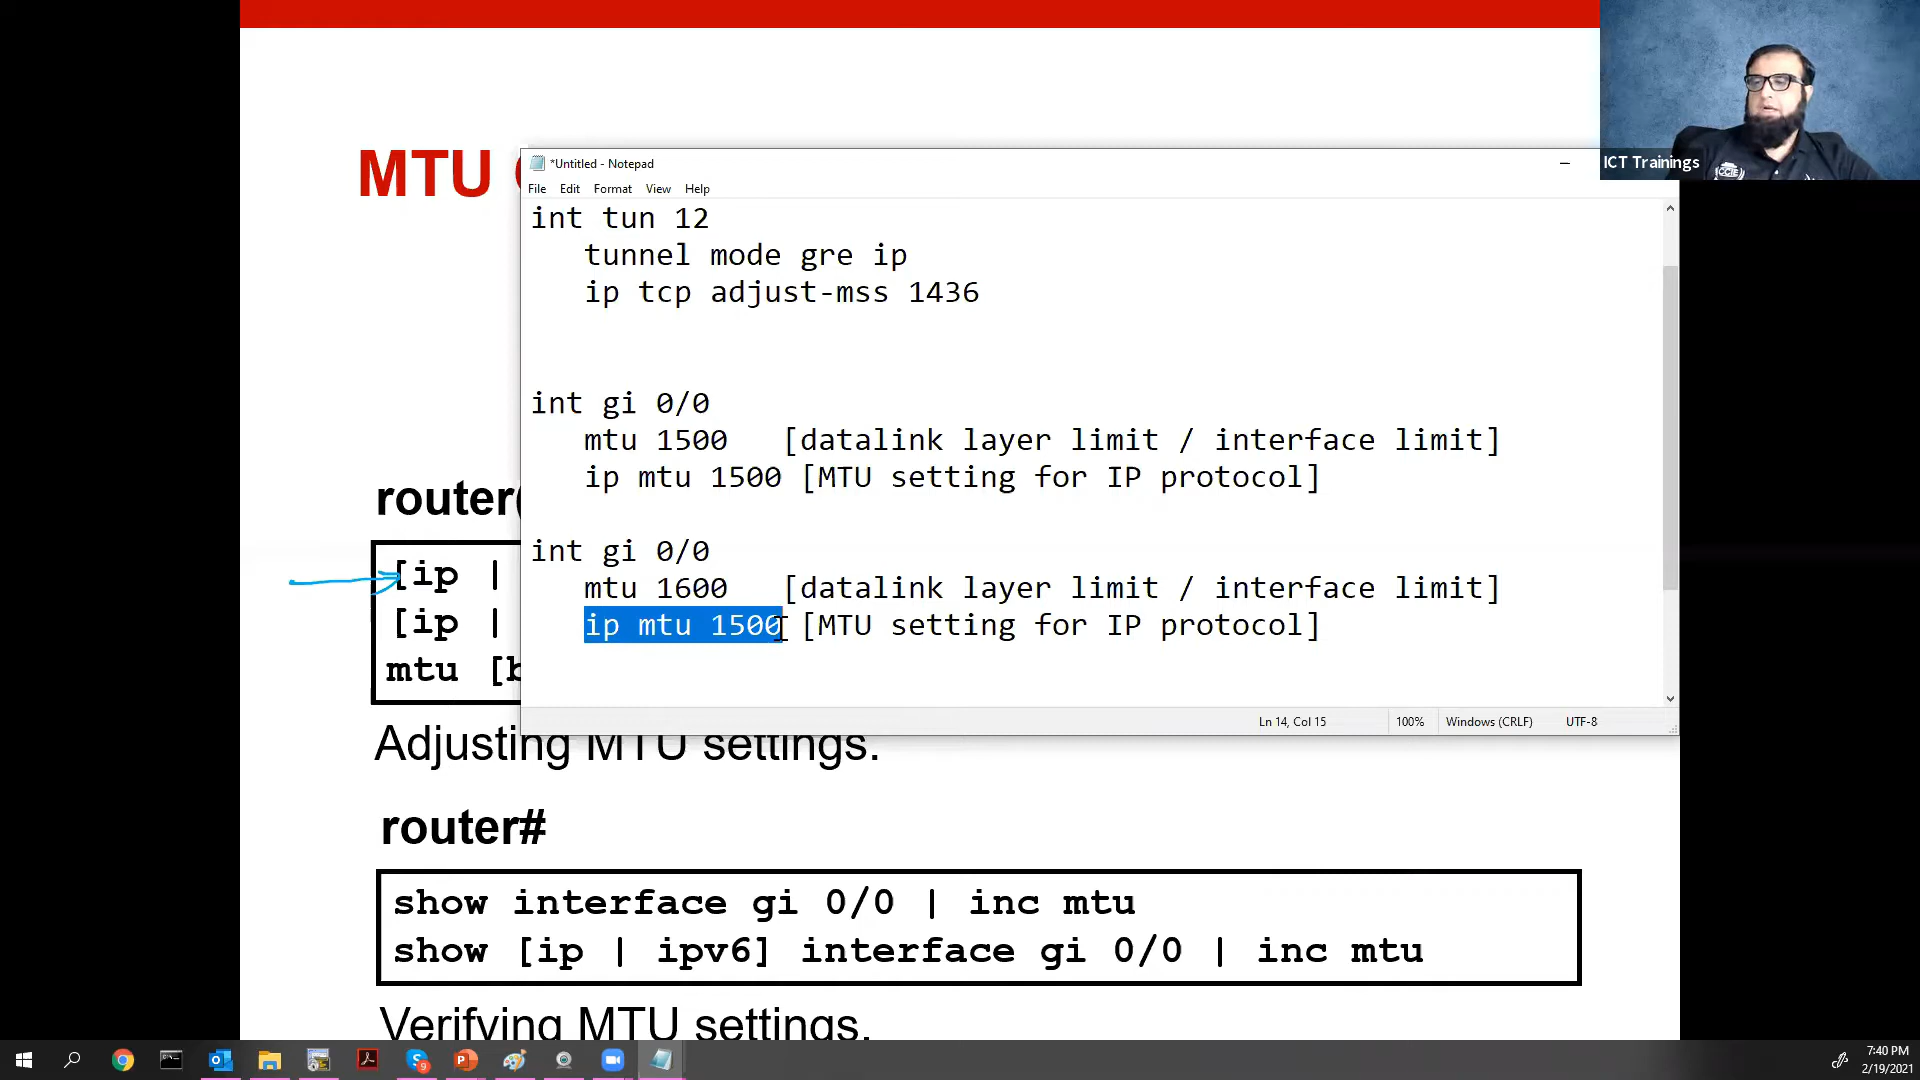 ICT Trainings
CCIE
MTU
*Untitled - Notepad
File Edit Format View Help
int tun 12
tunnel mode gre ip
ip tcp adjust-mss 1436
int gi 0/0
mtu 1500 [datalink layer limit / interface limit]
ip mtu 1500 [MTU setting for IP protocol]
int gi 0/0
mtu 1600 [datalink layer limit / interface limit]
ip mtu 1500 [MTU setting for IP protocol]
Ln 14, Col 15 100% Windows (CRLF) UTF-8
router(
[ip |
[ip |
mtu [b
Adjusting MTU settings.
router#
show interface gi 0/0 | inc mtu
show [ip | ipv6] interface gi 0/0 | inc mtu
Verifying MTU settings.
9
7:40 PM
2/19/2021